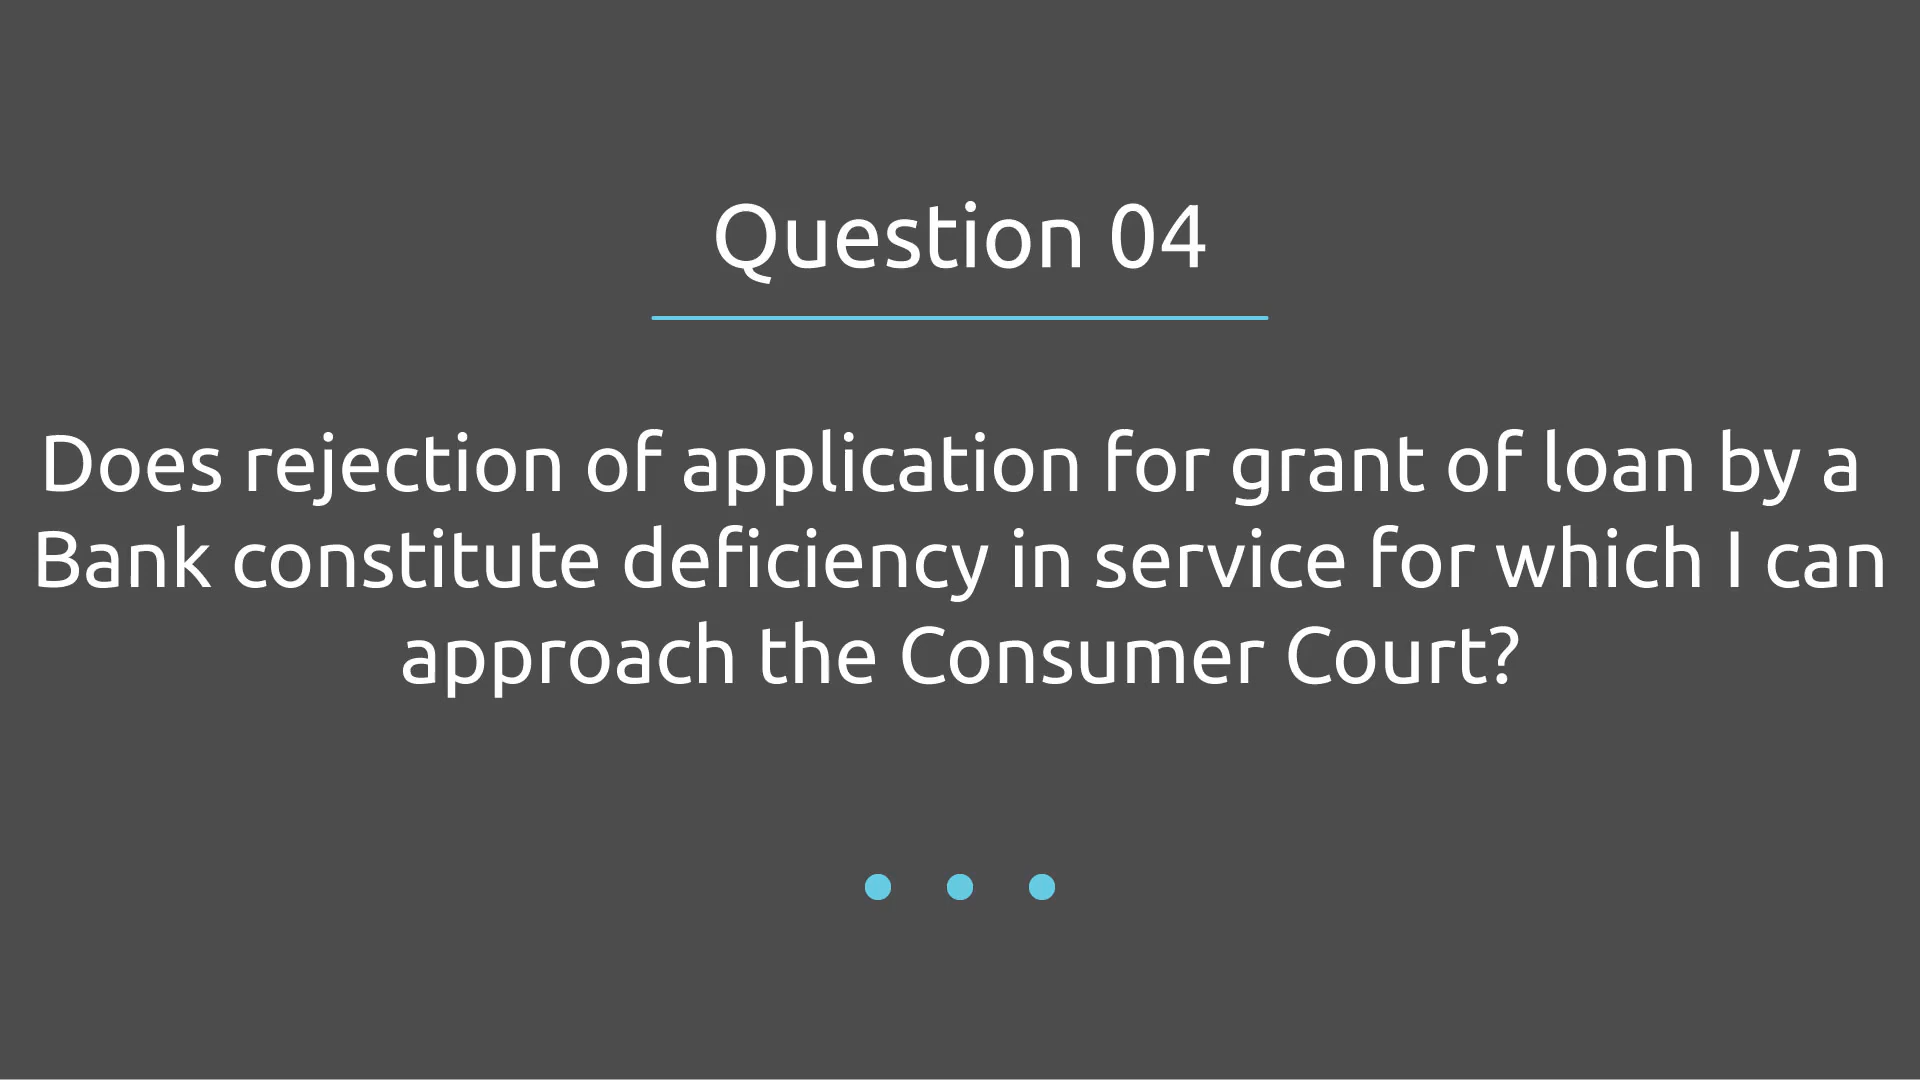 Question 04
Does rejection of application for grant of loan by a
Bank constitute deficiency in service for which I can
approach the Consumer Court?